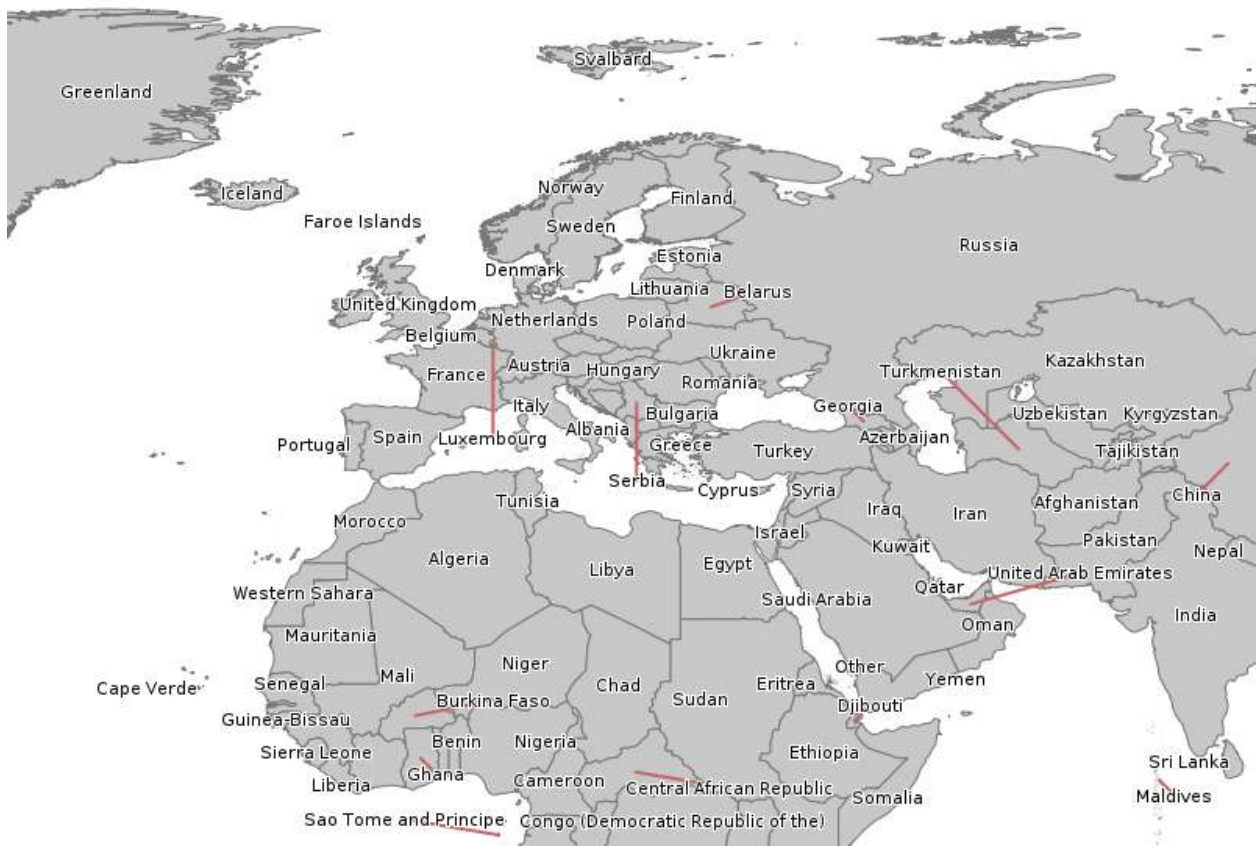 Svalbard
Greenland
Norway
Iceland
Finland
Faroe Islands
Sweden
Russia
Estonia
Denmark
Lithuania
Belarus
United Kingdom
Netherlands
Poland
Belgium
Ukraine
Kazakhstan
France
Austria
Hungary
Turkmenistan
Romania
Italy
Georgia
Bulgaria
Uzbekistan
Kyrgyzstan
Albania
Portugal
Spain
Luxembourg
Greece
Turkey
Azerbaijan
Tajikistan
Serbia
Cyprus
Syria
China
Tunisia
Afghanistan
Morocco
Iraq
Iran
Israel
Pakistan
Kuwait
Nepal
Algeria
Libya
Egypt
United Arab Emirates
Qatar
Western Sahara
Saudi Arabia
India
Oman
Mauritania
Niger
Other
Mali
Yemen
Senegal
Chad
Eritrea
Cape Verde
Burkina Faso
Sudan
Djibouti
Guinea-Bissau
Benin
Nigeria
Sierra Leone
Ethiopia
Sri Lanka
Ghana
Cameroon
Liberia
Central African Republic
Somalia
Maldives
Sao Tome and Principe
Congo (Democratic Republic of the)